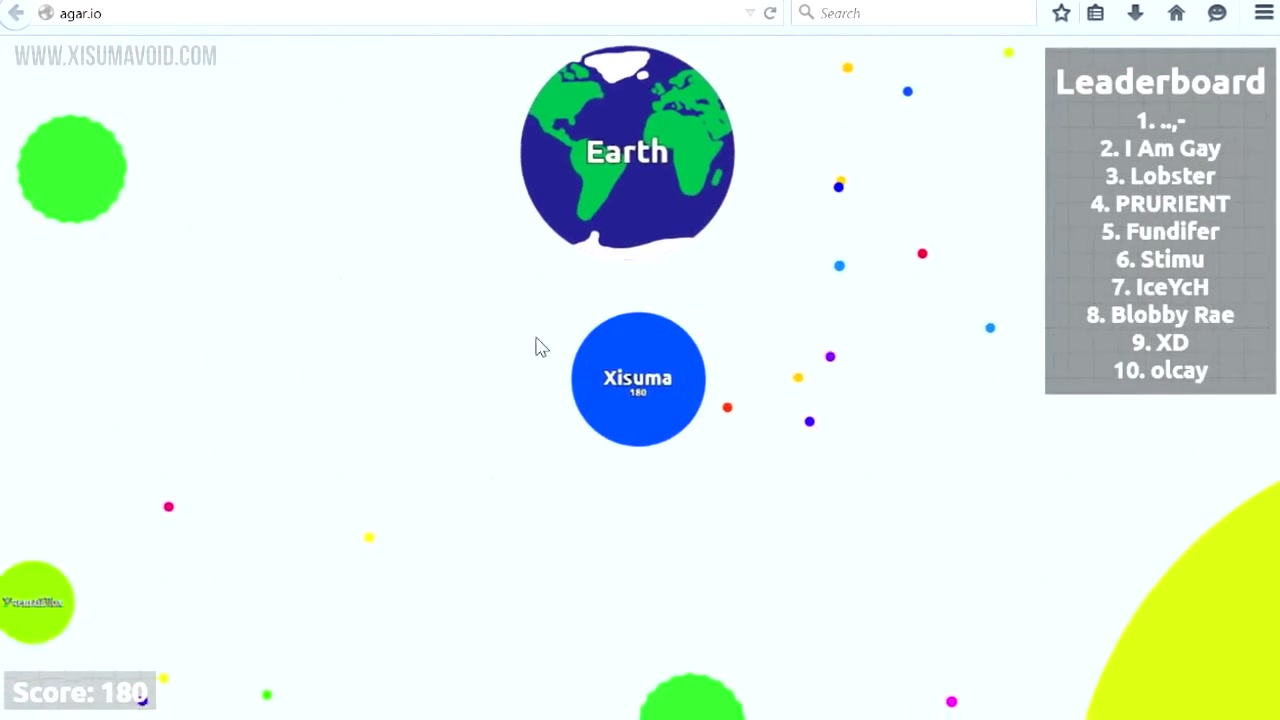 agar.io
Search
WWW.XISUMAVOID.COM
Leaderboard
1. ..,-
2. I Am Gay
3. Lobster
4. PRURIENT
5. Fundifer
6. Stimu
7. IceYcH
8. Blobby Rae
9. XD
10. olcay
Earth
Xisuma
180
Score: 180